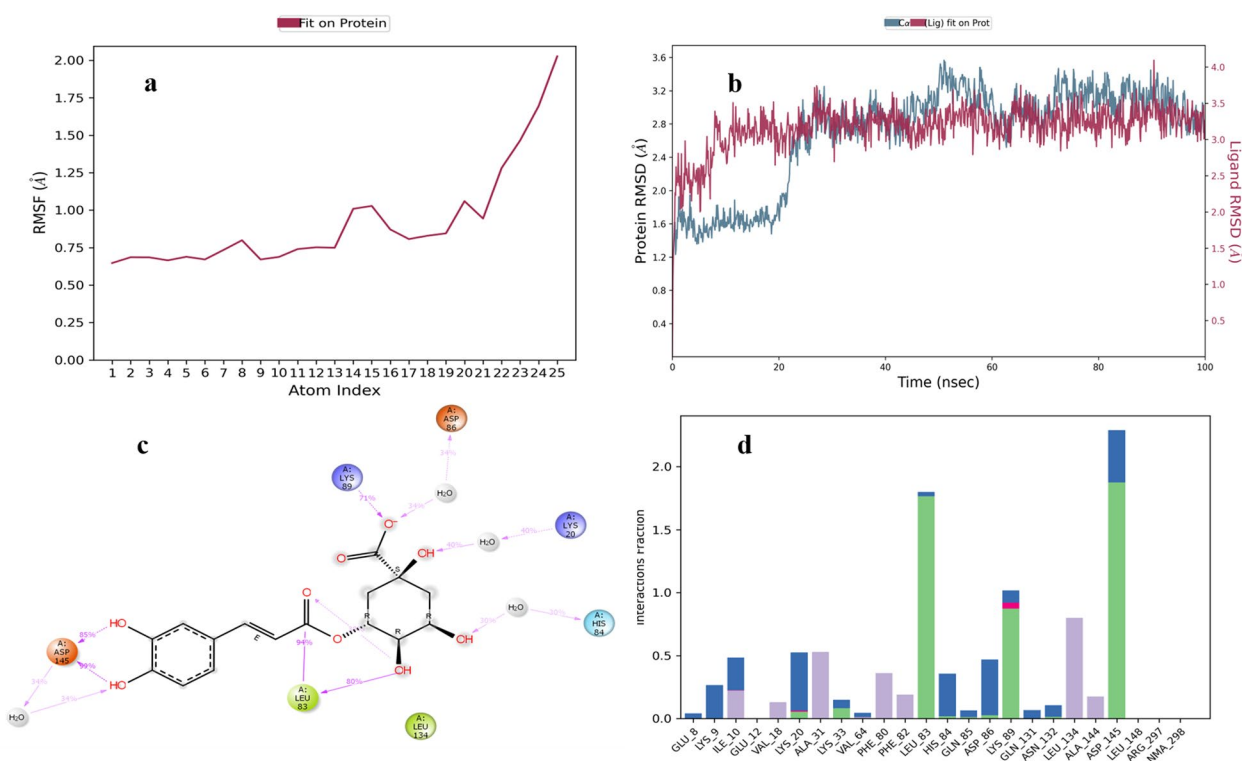 Fit on Protein
a
2.00
1.75
1.50
1.25
1.00
0.75
0.50
0.25
0.00
RMSF (Å)
1 2 3 4 5 6 7 8 9 10 11 12 13 14 15 16 17 18 19 20 21 22 23 24 25
Atom Index
Cα (Lig) fit on Prot
b
3.6
3.2
2.8
2.4
2.0
1.6
1.2
0.8
0.4
Protein RMSD (Å)
4.0
3.5
3.0
2.5
2.0
1.5
1.0
0.5
Ligand RMSD (Å)
0 20 40 60 80 100
Time (nsec)
c
A:
ASP
86
34%
H₂O
24%
A:
LYS
89
71%
O⁻
O
OH
40%
H₂O
40%
A:
LYS
20
S
R
R
R
H₂O
A:
HIS
84
OH
OH
O
O
E
94%
80%
A:
LEU
83
A:
LEU
134
HO
HO
85%
99%
A:
ASP
145
34%
34%
H₂O
d
2.0
1.5
1.0
0.5
0.0
Interactions Fraction
GLU_8
LYS_9
ILE_10
GLU_12
VAL_18
LYS_20
ALA_31
LYS_33
VAL_64
PHE_80
PHE_82
LEU_83
HIS_84
GLN_85
ASP_86
LYS_89
GLN_131
ASN_132
LEU_134
ALA_144
ASP_145
LEU_148
ARG_297
NMA_298